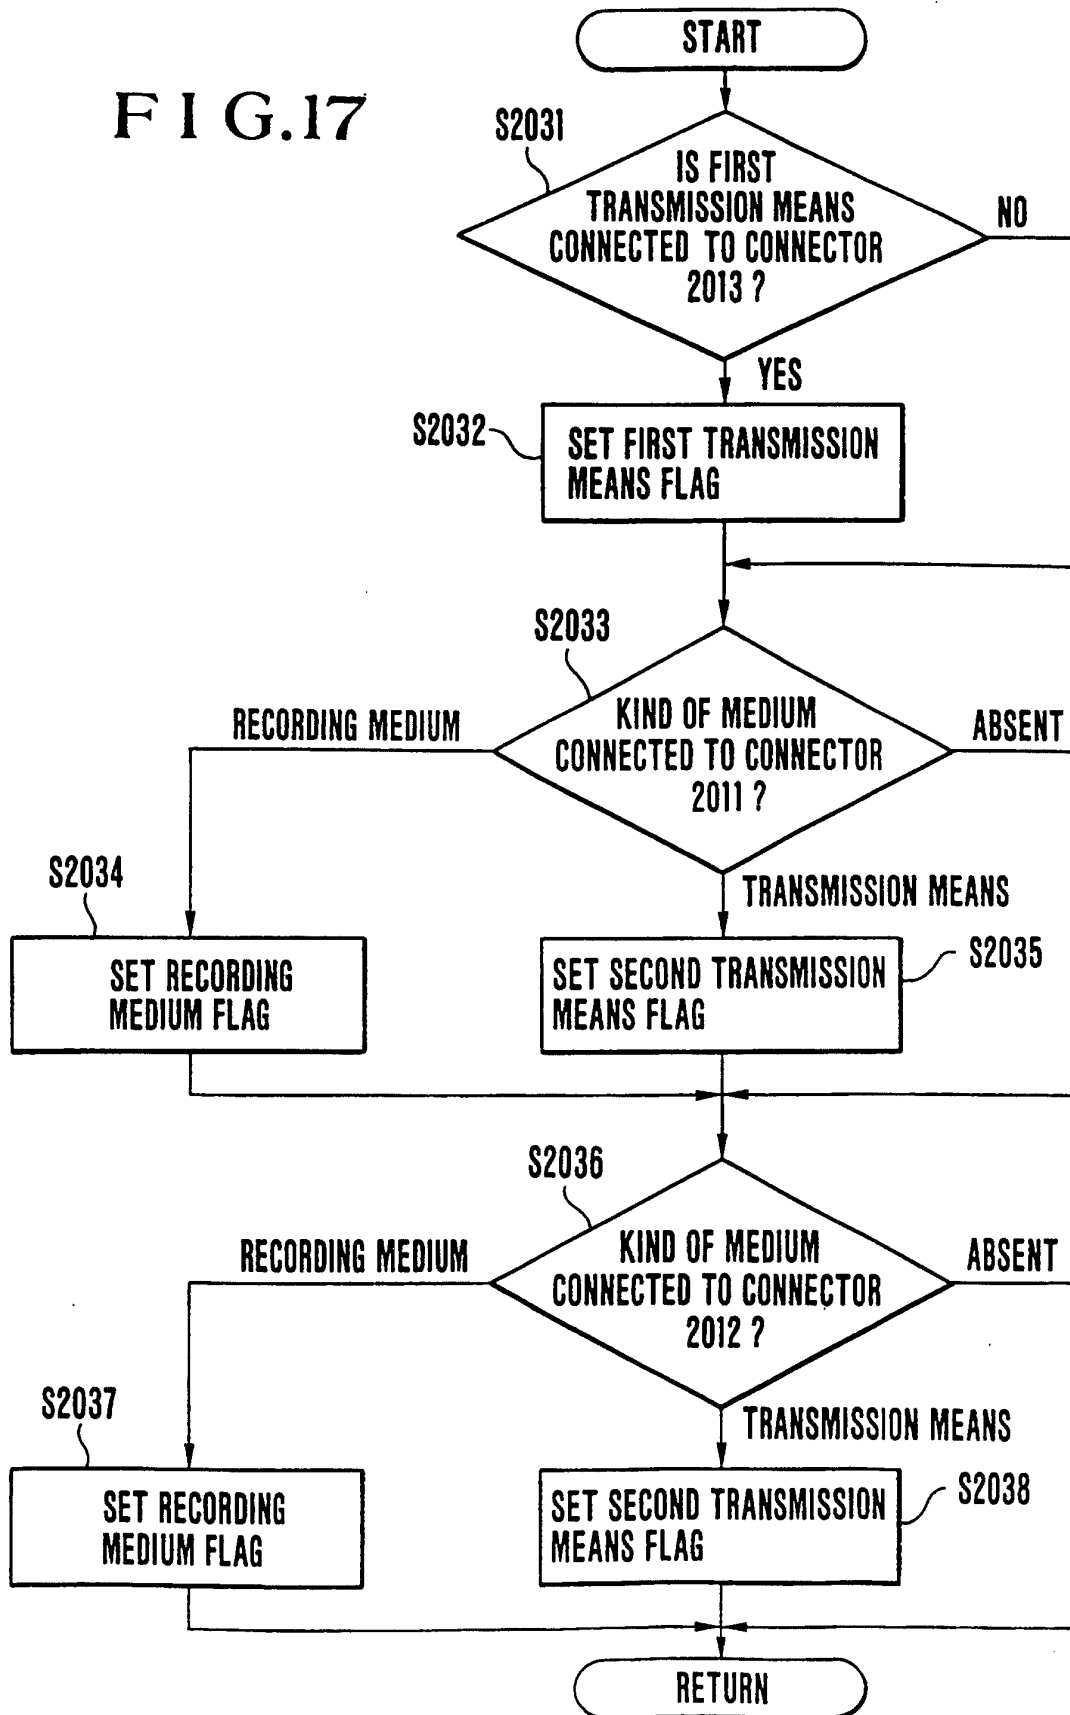 FIG.17
START
S2031
IS FIRST
TRANSMISSION MEANS
CONNECTED TO CONNECTOR
2013 ?
NO
YES
S2032
SET FIRST TRANSMISSION
MEANS FLAG
S2033
KIND OF MEDIUM
CONNECTED TO CONNECTOR
2011 ?
RECORDING MEDIUM
ABSENT
TRANSMISSION MEANS
S2034
SET RECORDING
MEDIUM FLAG
S2035
SET SECOND TRANSMISSION
MEANS FLAG
S2036
KIND OF MEDIUM
CONNECTED TO CONNECTOR
2012 ?
RECORDING MEDIUM
ABSENT
TRANSMISSION MEANS
S2037
SET RECORDING
MEDIUM FLAG
S2038
SET SECOND TRANSMISSION
MEANS FLAG
RETURN